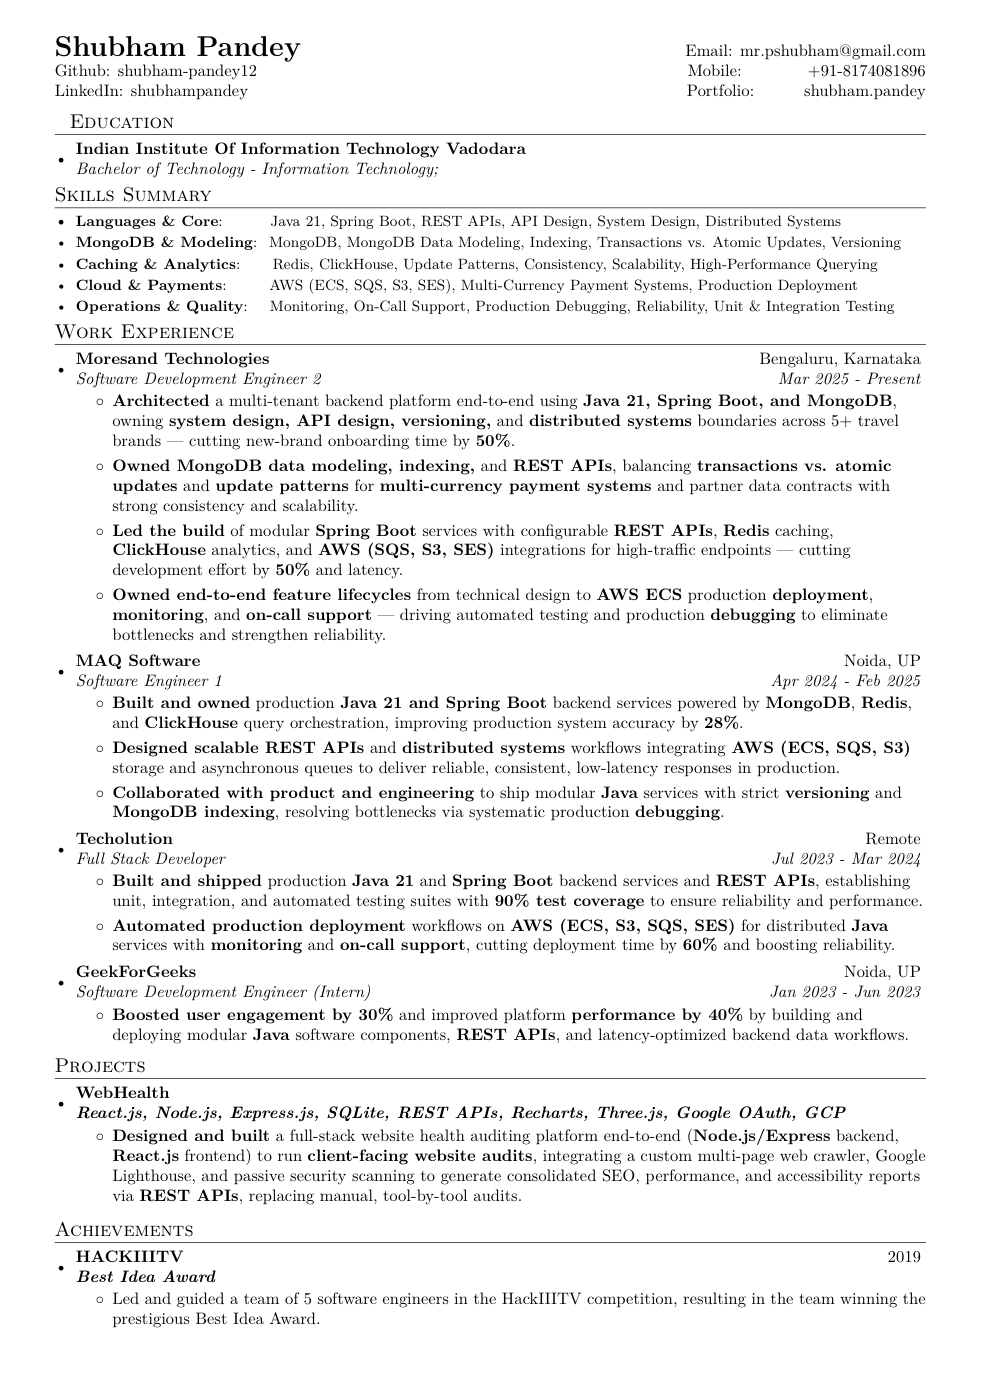 Shubham Pandey
Github: shubham-pandey12
LinkedIn: shubhampandey
Email: mr.pshubham@gmail.com
Mobile: +91-8174081896
Portfolio: shubham.pandey
Education
• Indian Institute Of Information Technology Vadodara
Bachelor of Technology - Information Technology;
Skills Summary
• Languages & Core: Java 21, Spring Boot, REST APIs, API Design, System Design, Distributed Systems
• MongoDB & Modeling: MongoDB, MongoDB Data Modeling, Indexing, Transactions vs. Atomic Updates, Versioning
• Caching & Analytics: Redis, ClickHouse, Update Patterns, Consistency, Scalability, High-Performance Querying
• Cloud & Payments: AWS (ECS, SQS, S3, SES), Multi-Currency Payment Systems, Production Deployment
• Operations & Quality: Monitoring, On-Call Support, Production Debugging, Reliability, Unit & Integration Testing
Work Experience
• Moresand Technologies Bengaluru, Karnataka
Software Development Engineer 2 Mar 2025 - Present
◦ Architected a multi-tenant backend platform end-to-end using Java 21, Spring Boot, and MongoDB,
owning system design, API design, versioning, and distributed systems boundaries across 5+ travel
brands — cutting new-brand onboarding time by 50%.
◦ Owned MongoDB data modeling, indexing, and REST APIs, balancing transactions vs. atomic
updates and update patterns for multi-currency payment systems and partner data contracts with
strong consistency and scalability.
◦ Led the build of modular Spring Boot services with configurable REST APIs, Redis caching,
ClickHouse analytics, and AWS (SQS, S3, SES) integrations for high-traffic endpoints — cutting
development effort by 50% and latency.
◦ Owned end-to-end feature lifecycles from technical design to AWS ECS production deployment,
monitoring, and on-call support — driving automated testing and production debugging to eliminate
bottlenecks and strengthen reliability.
• MAQ Software Noida, UP
Software Engineer 1 Apr 2024 - Feb 2025
◦ Built and owned production Java 21 and Spring Boot backend services powered by MongoDB, Redis,
and ClickHouse query orchestration, improving production system accuracy by 28%.
◦ Designed scalable REST APIs and distributed systems workflows integrating AWS (ECS, SQS, S3)
storage and asynchronous queues to deliver reliable, consistent, low-latency responses in production.
◦ Collaborated with product and engineering to ship modular Java services with strict versioning and
MongoDB indexing, resolving bottlenecks via systematic production debugging.
• Techolution Remote
Full Stack Developer Jul 2023 - Mar 2024
◦ Built and shipped production Java 21 and Spring Boot backend services and REST APIs, establishing
unit, integration, and automated testing suites with 90% test coverage to ensure reliability and performance.
◦ Automated production deployment workflows on AWS (ECS, S3, SQS, SES) for distributed Java
services with monitoring and on-call support, cutting deployment time by 60% and boosting reliability.
• GeekForGeeks Noida, UP
Software Development Engineer (Intern) Jan 2023 - Jun 2023
◦ Boosted user engagement by 30% and improved platform performance by 40% by building and
deploying modular Java software components, REST APIs, and latency-optimized backend data workflows.
Projects
• WebHealth
React.js, Node.js, Express.js, SQLite, REST APIs, Recharts, Three.js, Google OAuth, GCP
◦ Designed and built a full-stack website health auditing platform end-to-end (Node.js/Express backend,
React.js frontend) to run client-facing website audits, integrating a custom multi-page web crawler, Google
Lighthouse, and passive security scanning to generate consolidated SEO, performance, and accessibility reports
via REST APIs, replacing manual, tool-by-tool audits.
Achievements
• HACKIIITV 2019
Best Idea Award
◦ Led and guided a team of 5 software engineers in the HackIIITV competition, resulting in the team winning the
prestigious Best Idea Award.